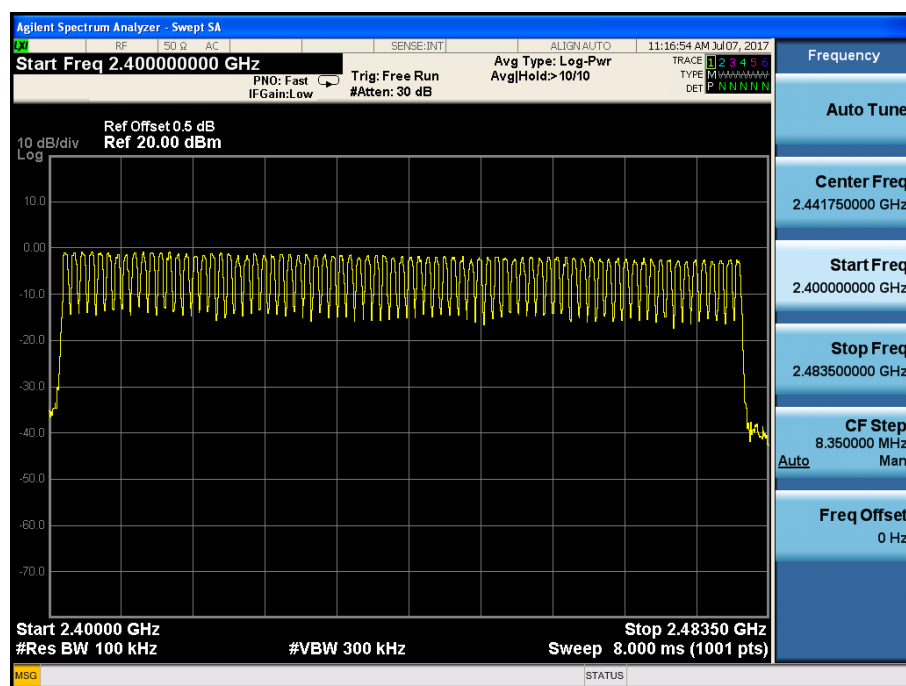 Agilent Spectrum Analyzer - Swept SA
LXI RF 50 Ω AC SENSE:INT ALIGN AUTO 11:16:54 AM Jul 07, 2017
Start Freq 2.400000000 GHz
PNO: Fast
IFGain:Low
Trig: Free Run
#Atten: 30 dB
Avg Type: Log-Pwr
Avg|Hold:>10/10
TRACE 1 2 3 4 5 6
TYPE M WWWWW
DET P N N N N N
Ref Offset 0.5 dB
10 dB/div Ref 20.00 dBm
Log
10.0
0.00
-10.0
-20.0
-30.0
-40.0
-50.0
-60.0
-70.0
Start 2.40000 GHz Stop 2.48350 GHz
#Res BW 100 kHz #VBW 300 kHz Sweep 8.000 ms (1001 pts)
MSG STATUS
Frequency
Auto Tune
Center Freq
2.441750000 GHz
Start Freq
2.400000000 GHz
Stop Freq
2.483500000 GHz
CF Step
8.350000 MHz
Auto Man
Freq Offset
0 Hz